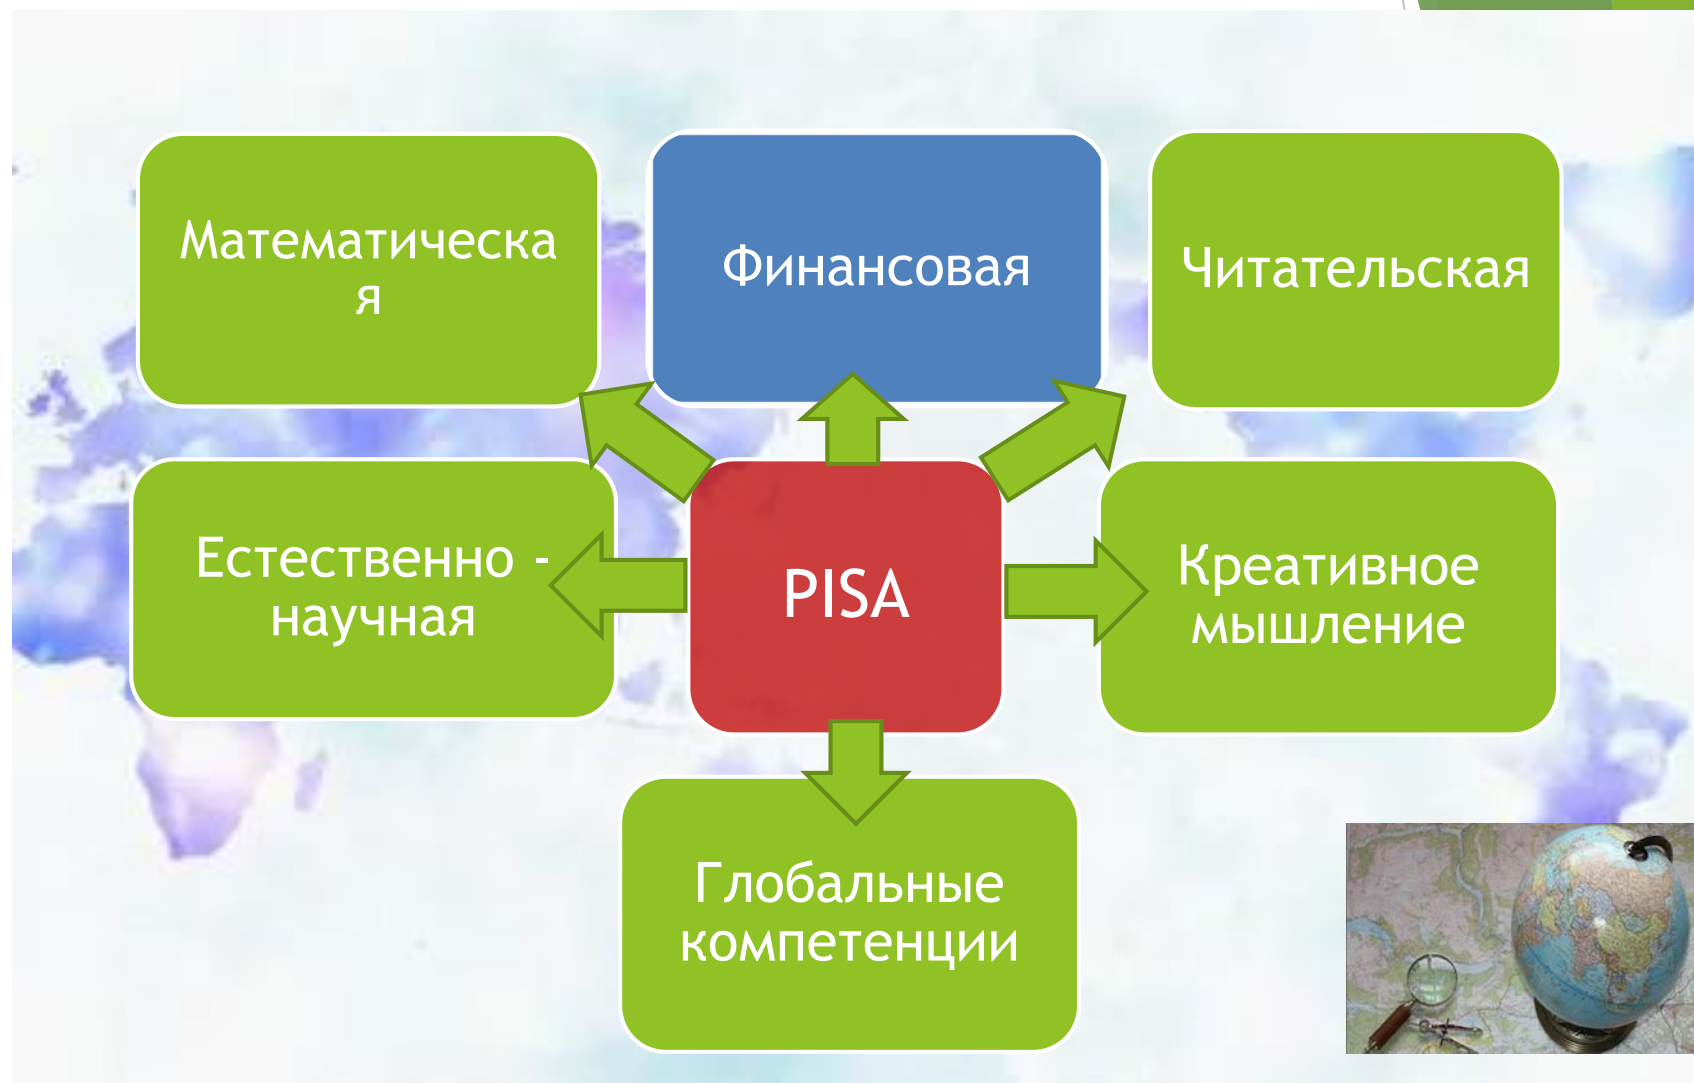 Математическа
я
Финансовая
Читательская
Естественно -
научная
PISA
Креативное
мышление
Глобальные
компетенции